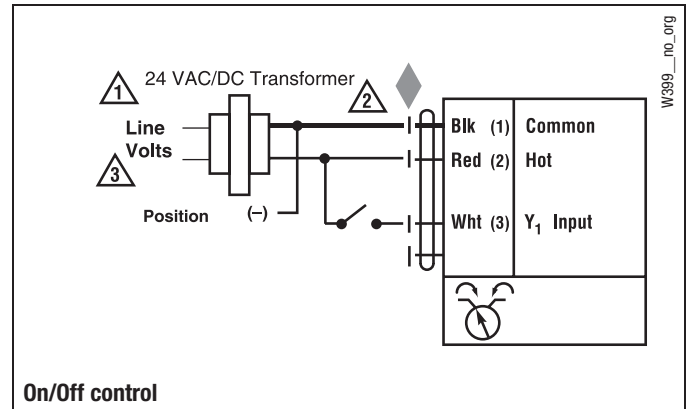 W399__no_org
1 24 VAC/DC Transformer
2
Line
Volts
3
Position (–)
Blk (1) Common
Red (2) Hot
Wht (3) Y₁ Input
On/Off control